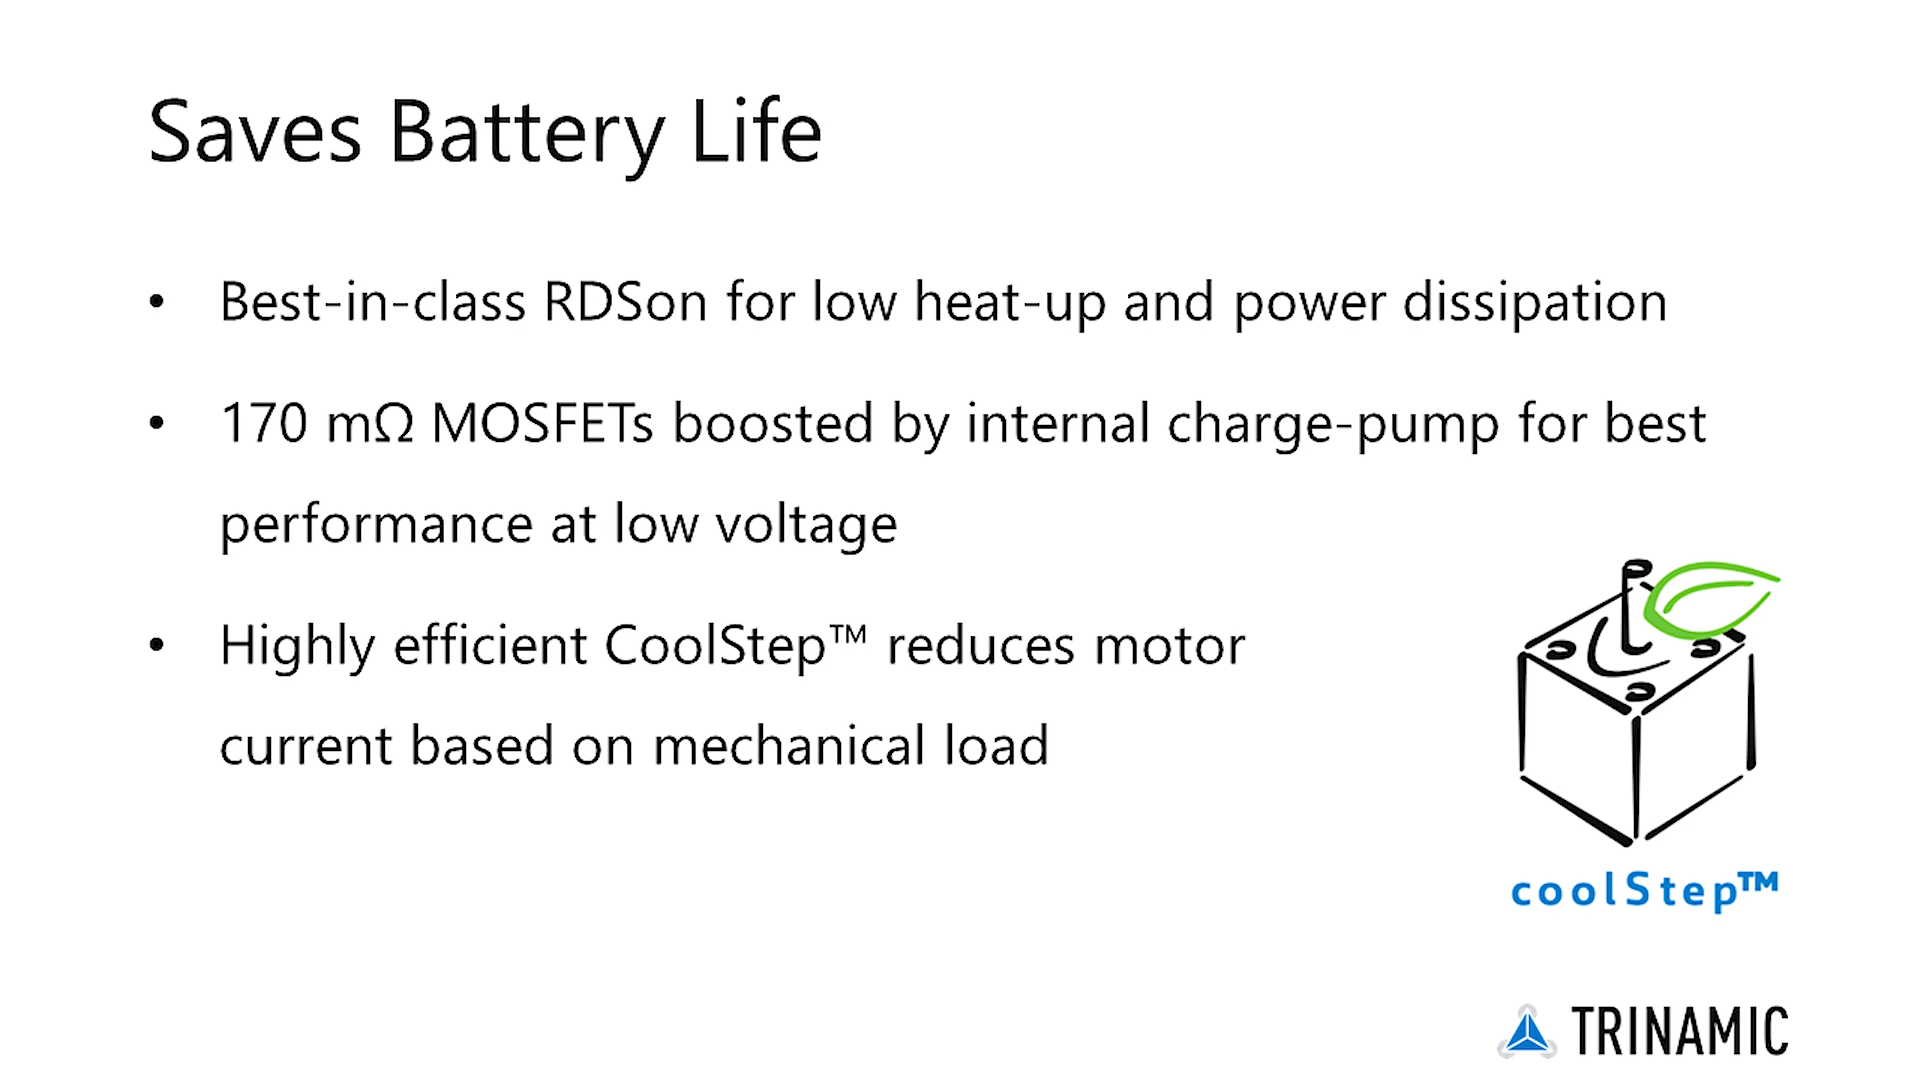 Saves Battery Life
• Best-in-class RDSon for low heat-up and power dissipation
• 170 mΩ MOSFETs boosted by internal charge-pump for best
performance at low voltage
• Highly efficient CoolStep™ reduces motor
current based on mechanical load
coolStep™
TRINAMIC